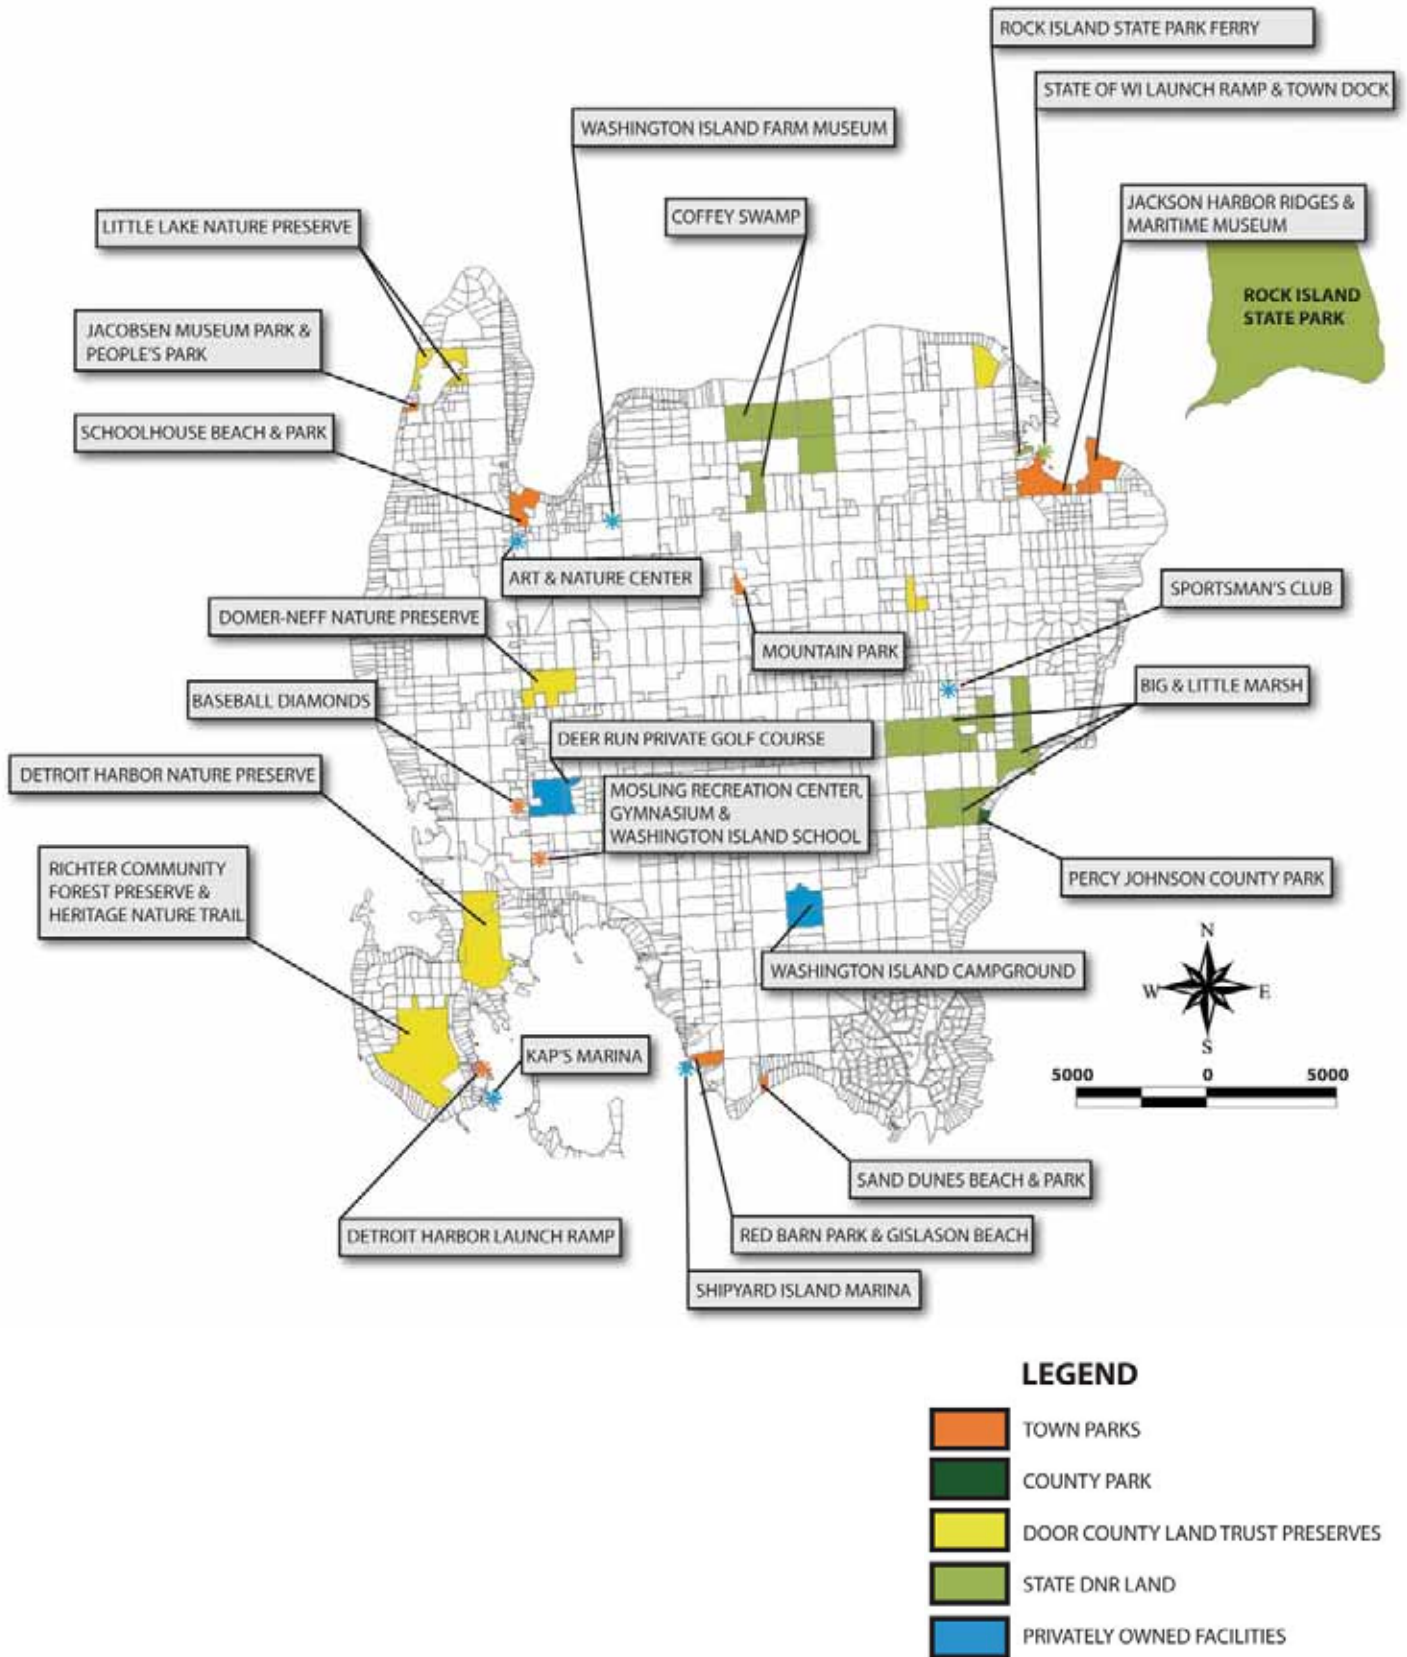 ROCK ISLAND STATE PARK FERRY
STATE OF WI LAUNCH RAMP & TOWN DOCK
WASHINGTON ISLAND FARM MUSEUM
COFFEY SWAMP
JACKSON HARBOR RIDGES &
MARITIME MUSEUM
LITTLE LAKE NATURE PRESERVE
ROCK ISLAND
STATE PARK
JACOBSEN MUSEUM PARK &
PEOPLE'S PARK
SCHOOLHOUSE BEACH & PARK
ART & NATURE CENTER
SPORTSMAN'S CLUB
DOMER-NEFF NATURE PRESERVE
MOUNTAIN PARK
BIG & LITTLE MARSH
BASEBALL DIAMONDS
DEER RUN PRIVATE GOLF COURSE
DETROIT HARBOR NATURE PRESERVE
MOSLING RECREATION CENTER,
GYMNASIUM &
WASHINGTON ISLAND SCHOOL
RICHTER COMMUNITY
FOREST PRESERVE &
HERITAGE NATURE TRAIL
PERCY JOHNSON COUNTY PARK
WASHINGTON ISLAND CAMPGROUND
N
W
E
S
KAP'S MARINA
5000 0 5000
SAND DUNES BEACH & PARK
DETROIT HARBOR LAUNCH RAMP
RED BARN PARK & GISLASON BEACH
SHIPYARD ISLAND MARINA
LEGEND
TOWN PARKS
COUNTY PARK
DOOR COUNTY LAND TRUST PRESERVES
STATE DNR LAND
PRIVATELY OWNED FACILITIES